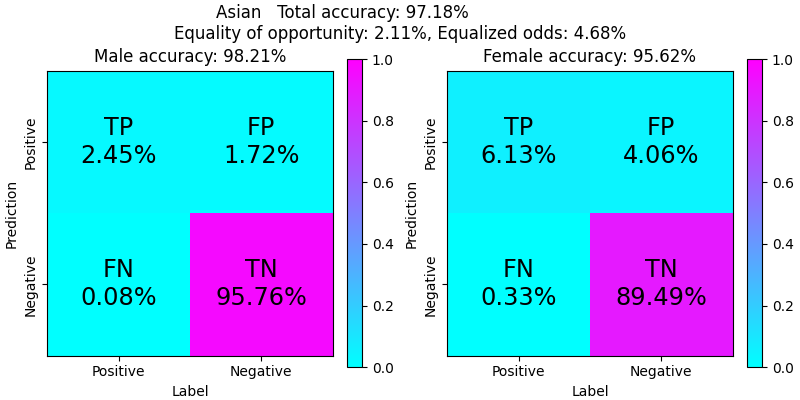 Asian   Total accuracy: 97.18%
Equality of opportunity: 2.11%, Equalized odds: 4.68%
Male accuracy: 98.21%
Prediction
Positive
Negative
TP
2.45%
FP
1.72%
FN
0.08%
TN
95.76%
Positive
Negative
Label
1.0
0.8
0.6
0.4
0.2
0.0
Female accuracy: 95.62%
Prediction
Positive
Negative
TP
6.13%
FP
4.06%
FN
0.33%
TN
89.49%
Positive
Negative
Label
1.0
0.8
0.6
0.4
0.2
0.0